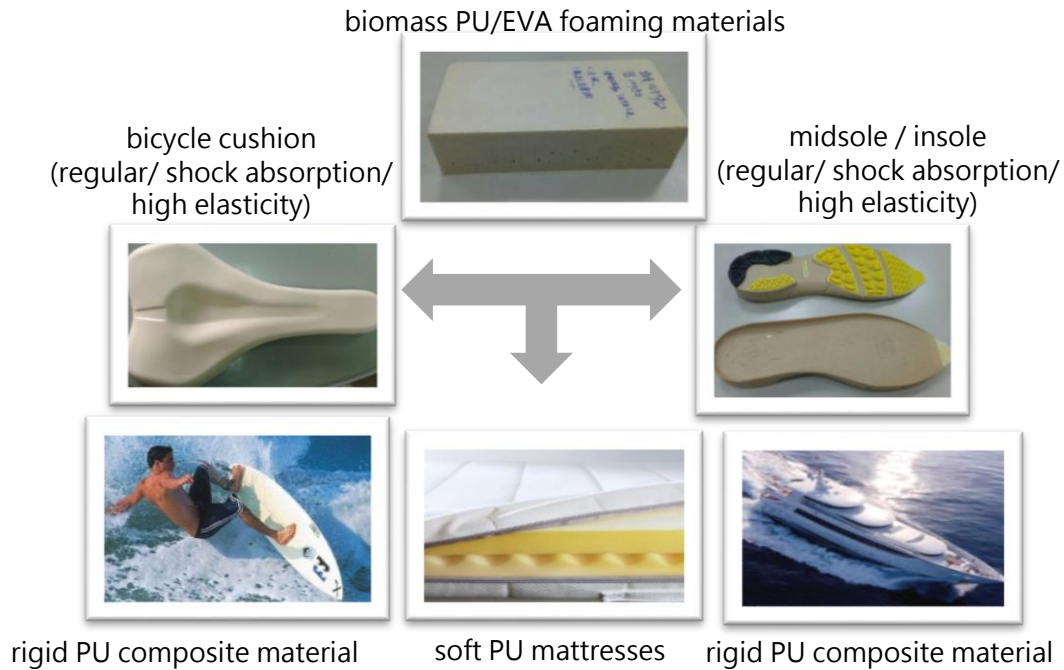 biomass PU/EVA foaming materials
bicycle cushion
(regular/ shock absorption/
high elasticity)
midsole / insole
(regular/ shock absorption/
high elasticity)
rigid PU composite material
soft PU mattresses
rigid PU composite material